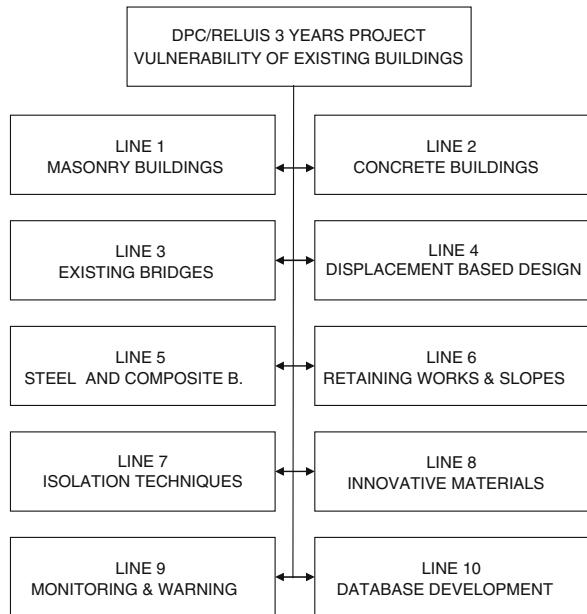 DPC/RELUIS 3 YEARS PROJECT
VULNERABILITY OF EXISTING BUILDINGS
LINE 1
MASONRY BUILDINGS
LINE 2
CONCRETE BUILDINGS
LINE 3
EXISTING BRIDGES
LINE 4
DISPLACEMENT BASED DESIGN
LINE 5
STEEL AND COMPOSITE B.
LINE 6
RETAINING WORKS & SLOPES
LINE 7
ISOLATION TECHNIQUES
LINE 8
INNOVATIVE MATERIALS
LINE 9
MONITORING & WARNING
LINE 10
DATABASE DEVELOPMENT